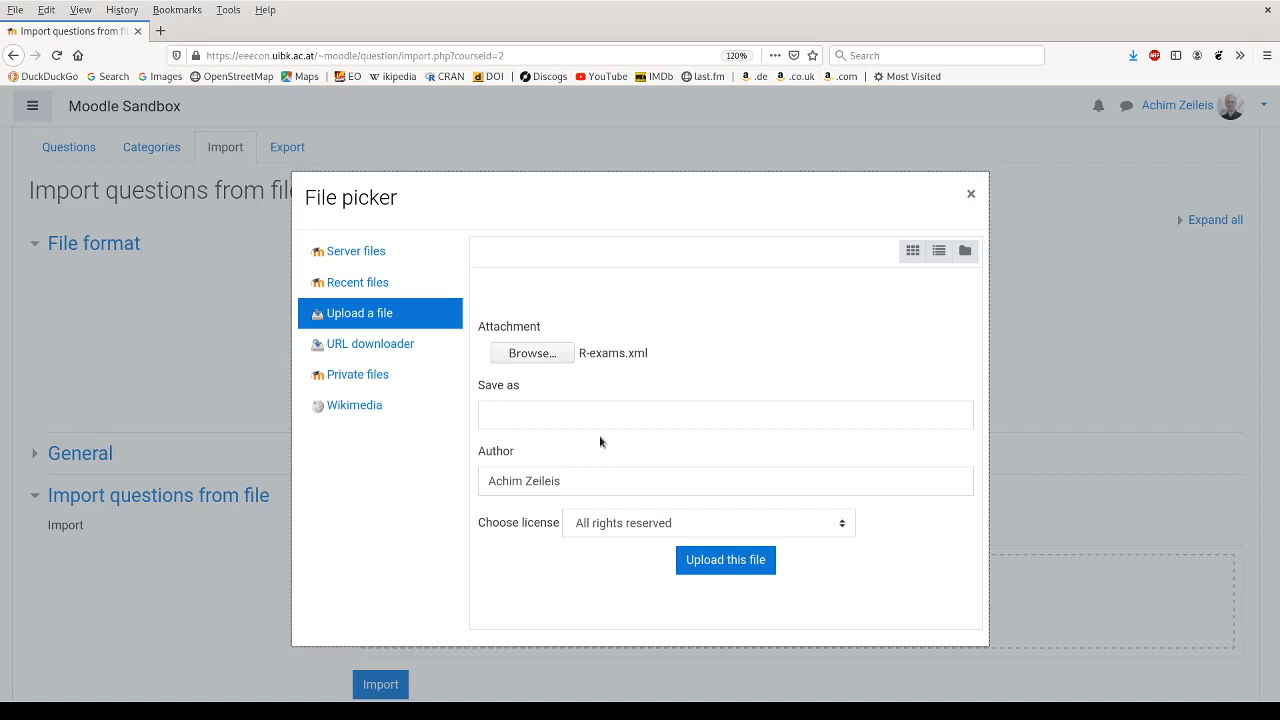 File Edit View History Bookmarks Tools Help
Import questions from fil
https://eeecon.uibk.ac.at/~moodle/question/import.php?courseid=2 120% Search
DuckDuckGo Search Images OpenStreetMap Maps EO wikipedia CRAN DOI Discogs YouTube IMDb last.fm .de .co.uk .com Most Visited
Moodle Sandbox Achim Zeileis
Questions Categories Import Export
Import questions from file
File picker
Expand all
File format
Server files
Recent files
Upload a file
URL downloader
Private files
Wikimedia
Attachment
Browse... R-exams.xml
Save as
Author
Achim Zeileis
Choose license All rights reserved
Upload this file
General
Import questions from file
Import
Import